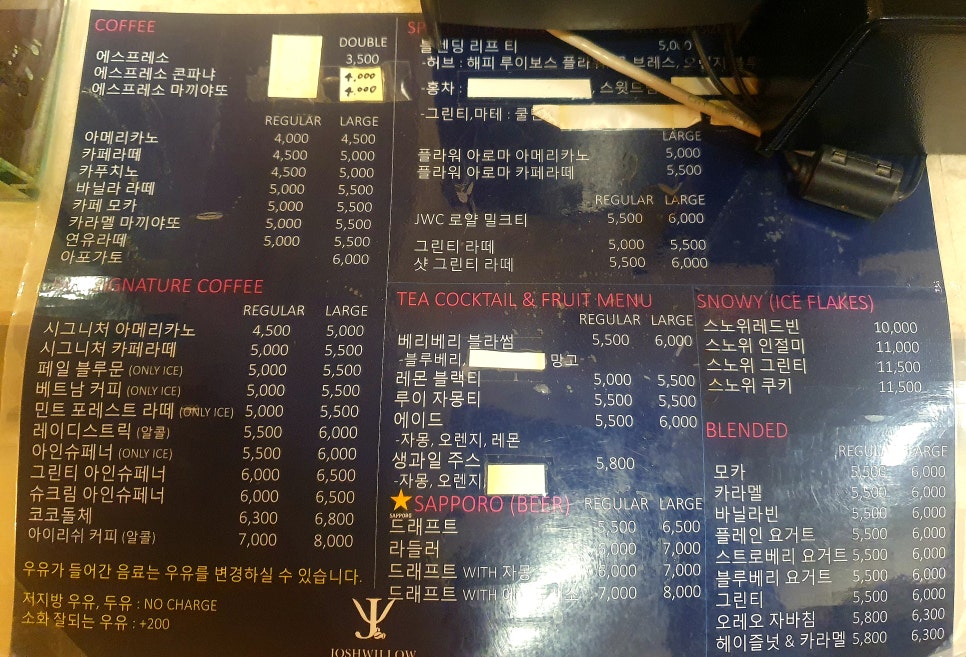 COFFEE
DOUBLE
에스프레소 3,500
에스프레소 콘파냐 4,000
에스프레소 마끼야또 4,000
REGULAR LARGE
아메리카노 4,000 4,500
카페라떼 4,500 5,000
카푸치노 4,500 5,000
바닐라 라떼 5,000 5,500
카페 모카 5,000 5,500
카라멜 마끼야또 5,000 5,500
연유라떼 5,000 5,500
아포가토 6,000
SIGNATURE COFFEE
REGULAR LARGE
시그니처 아메리카노 4,500 5,000
시그니처 카페라떼 5,000 5,500
페일 블루문 (ONLY ICE) 5,000 5,500
베트남 커피 (ONLY ICE) 5,000 5,500
민트 포레스트 라떼 (ONLY ICE) 5,000 5,500
레이디스트릭 (알콜) 5,500 6,000
아인슈페너 (ONLY ICE) 5,500 6,000
그린티 아인슈페너 6,000 6,500
슈크림 아인슈페너 6,000 6,500
코코돌체 6,300 6,800
아이리쉬 커피 (알콜) 7,000 8,000
우유가 들어간 음료는 우유를 변경하실 수 있습니다.
저지방 우유, 두유 : NO CHARGE
소화 잘되는 우유 : +200
블렌딩 리프 티 5,000
-허브 : 해피 루이보스 플라워
-홍차 :
-그린티,마테 :
LARGE
플라워 아로마 아메리카노 5,000
플라워 아로마 카페라떼 5,500
REGULAR LARGE
JWC 로얄 밀크티 5,500 6,000
그린티 라떼 5,000 5,500
샷 그린티 라떼 5,500 6,000
TEA COCKTAIL & FRUIT MENU
REGULAR LARGE
베리베리 블라썸 5,500 6,000
-블루베리, 망고
레몬 블랙티 5,000 5,500
루이 자몽티 5,500 5,500
에이드 5,500 6,000
-자몽, 오렌지, 레몬
생과일 주스 5,800
-자몽, 오렌지,
SAPPORO
SAPPORO (BEER) REGULAR LARGE
드래프트 5,500 6,500
라들러 6,000 7,000
드래프트 WITH 자몽 6,000 7,000
드래프트 WITH 7,000 8,000
JOSHWILLOW
SNOWY (ICE FLAKES)
스노위레드빈 10,000
스노위 인절미 11,000
스노위 그린티 11,500
스노위 쿠키 11,500
BLENDED
REGULAR LARGE
모카 5,500 6,000
카라멜 5,500 6,000
바닐라빈 5,500 6,000
플레인 요거트 5,500 6,000
스트로베리 요거트 5,500 6,000
블루베리 요거트 5,500 6,000
그린티 5,500 6,000
오레오 자바침 5,800 6,300
헤이즐넛 & 카라멜 5,800 6,300